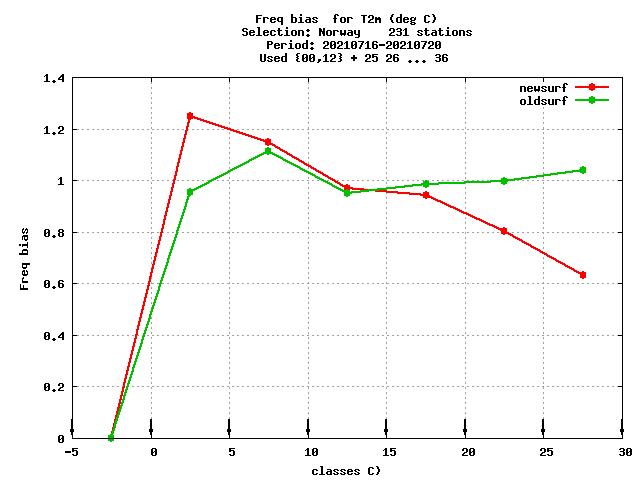 Freq bias  for T2m (deg C)
Selection: Norway    231 stations
Period: 20210716-20210720
Used {00,12} + 25 26 ... 36
newsurf
oldsurf
1.4
1.2
1
0.8
0.6
0.4
0.2
0
Freq bias
-5 0 5 10 15 20 25 30
classes C)